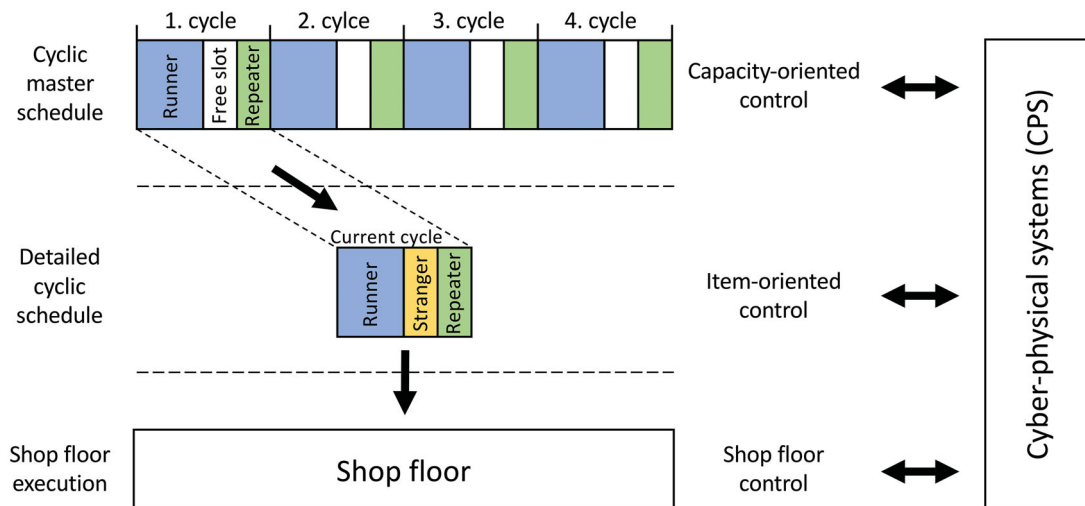 1. cycle
2. cylce
3. cycle
4. cycle
Cyclic
master
schedule
Runner
Free slot
Repeater
Capacity-oriented
control
Detailed
cyclic
schedule
Current cycle
Runner
Stranger
Repeater
Item-oriented
control
Shop floor
execution
Shop floor
Shop floor
control
Cyber-physical systems (CPS)